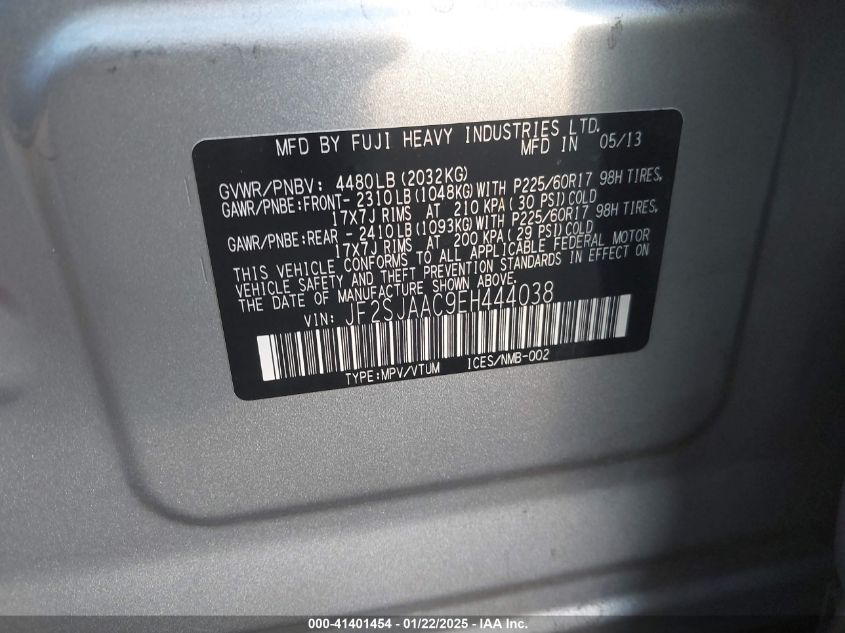 MFD BY FUJI HEAVY INDUSTRIES LTD.
MFD IN 05/13
GVWR/PNBV: 4480LB (2032KG)
GAWR/PNBE:FRONT- 2310LB (1048KG) WITH P225/60R17 98H TIRES,
17X7J RIMS AT 210 KPA (30 PSI) COLD
GAWR/PNBE:REAR - 2410LB (1093KG) WITH P225/60R17 98H TIRES,
17X7J RIMS AT 200 KPA (29 PSI) COLD
THIS VEHICLE CONFORMS TO ALL APPLICABLE FEDERAL MOTOR
VEHICLE SAFETY AND THEFT PREVENTION STANDARDS IN EFFECT ON
THE DATE OF MANUFACTURE SHOWN ABOVE.
VIN: JF2SJAAC9EH444038
TYPE:MPV/VTUM ICES/NMB-002
000-41401454 - 01/22/2025 - IAA Inc.